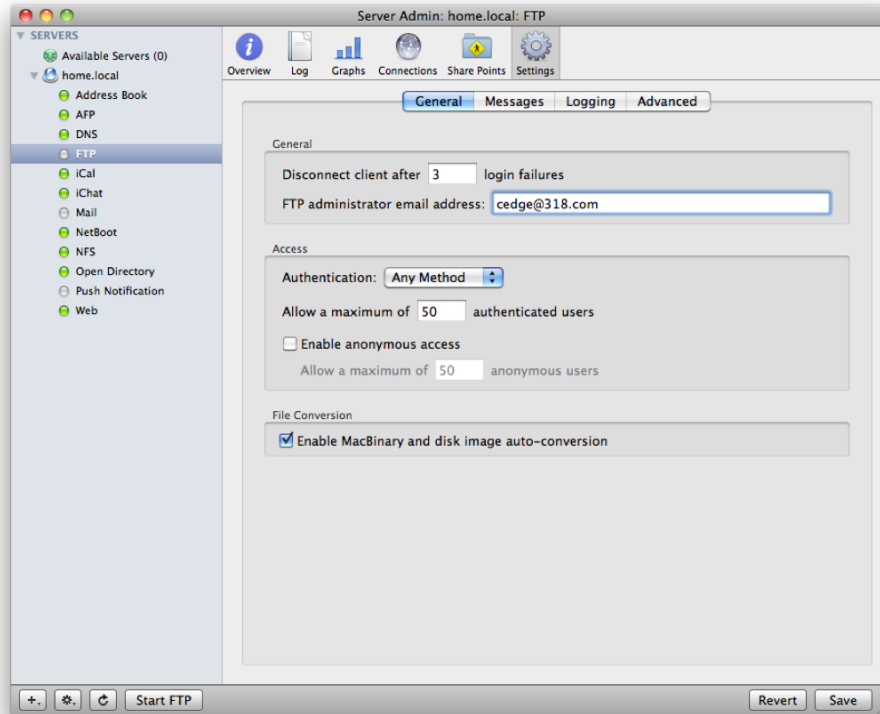 Server Admin: home.local: FTP
SERVERS
Available Servers (0)
home.local
Address Book
AFP
DNS
FTP
iCal
iChat
Mail
NetBoot
NFS
Open Directory
Push Notification
Web
Overview Log Graphs Connections Share Points Settings
General Messages Logging Advanced
General
Disconnect client after 3 login failures
FTP administrator email address: cedge@318.com
Access
Authentication: Any Method
Allow a maximum of 50 authenticated users
Enable anonymous access
Allow a maximum of 50 anonymous users
File Conversion
Enable MacBinary and disk image auto-conversion
Start FTP Revert Save